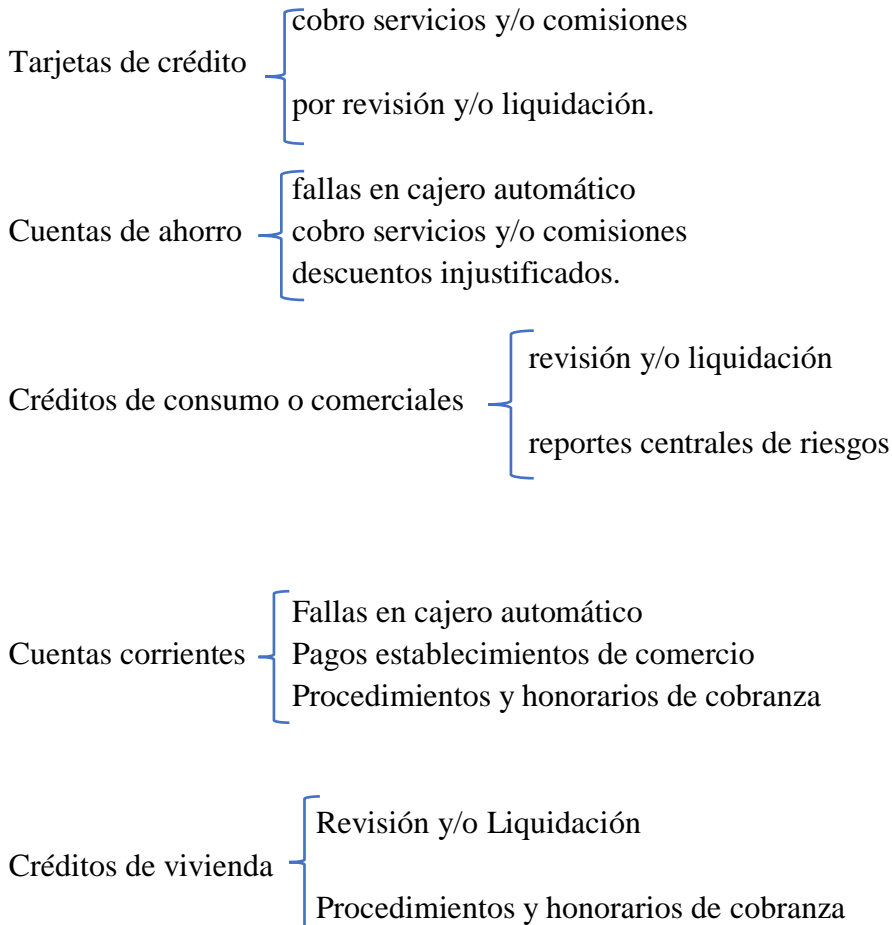 cobro servicios y/o comisiones
Tarjetas de crédito
por revisión y/o liquidación.
fallas en cajero automático
Cuentas de ahorro
cobro servicios y/o comisiones
descuentos injustificados.
revisión y/o liquidación
Créditos de consumo o comerciales
reportes centrales de riesgos
Fallas en cajero automático
Cuentas corrientes
Pagos establecimientos de comercio
Procedimientos y honorarios de cobranza
Revisión y/o Liquidación
Créditos de vivienda
Procedimientos y honorarios de cobranza